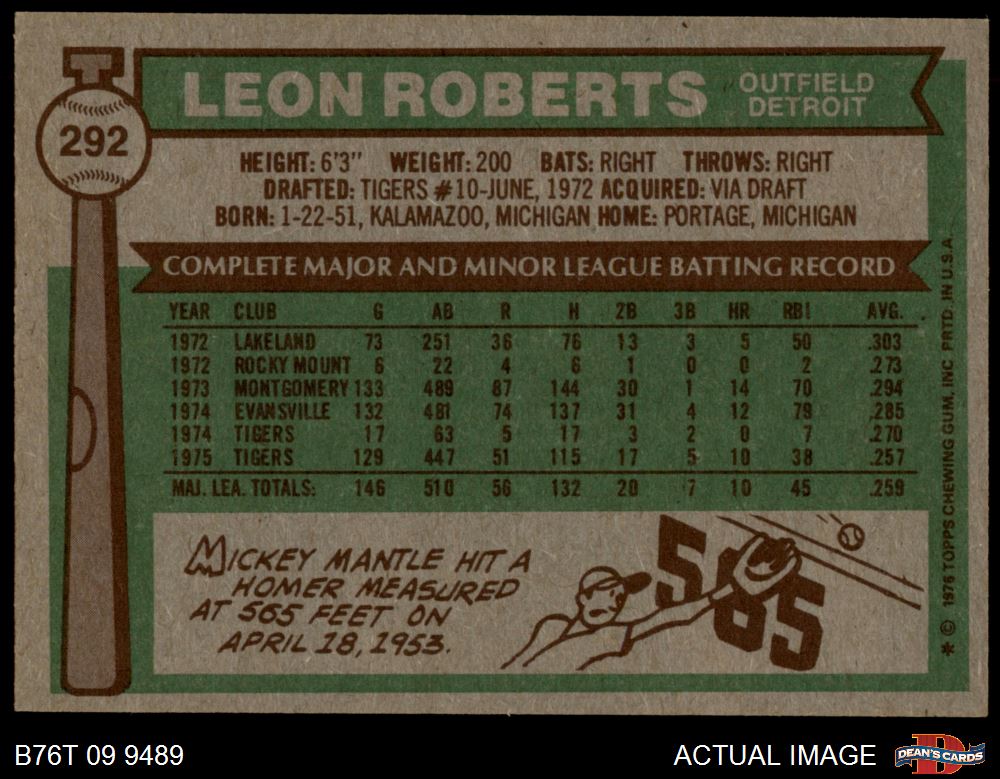 292
LEON ROBERTS
OUTFIELD
DETROIT
HEIGHT: 6'3" WEIGHT: 200 BATS: RIGHT THROWS: RIGHT
DRAFTED: TIGERS #10-JUNE, 1972 ACQUIRED: VIA DRAFT
BORN: 1-22-51, KALAMAZOO, MICHIGAN HOME: PORTAGE, MICHIGAN
COMPLETE MAJOR AND MINOR LEAGUE BATTING RECORD
YEAR CLUB G AB R H 2B 3B HR RBI AVG.
1972 LAKELAND 73 251 36 76 13 3 5 50 .303
1972 ROCKY MOUNT 6 22 4 6 1 0 0 2 .273
1973 MONTGOMERY 133 489 87 144 30 1 14 70 .294
1974 EVANSVILLE 132 481 74 137 31 4 12 79 .285
1974 TIGERS 17 63 5 17 3 2 0 7 .270
1975 TIGERS 129 447 51 115 17 5 10 38 .257
MAJ. LEA. TOTALS: 146 510 56 132 20 7 10 45 .259
MICKEY MANTLE HIT A
HOMER MEASURED
AT 565 FEET ON
APRIL 18, 1953.
565
* © 1976 TOPPS CHEWING GUM, INC. PRTD. IN U.S.A.
B76T 09 9489
ACTUAL IMAGE
DEAN'S CARDS